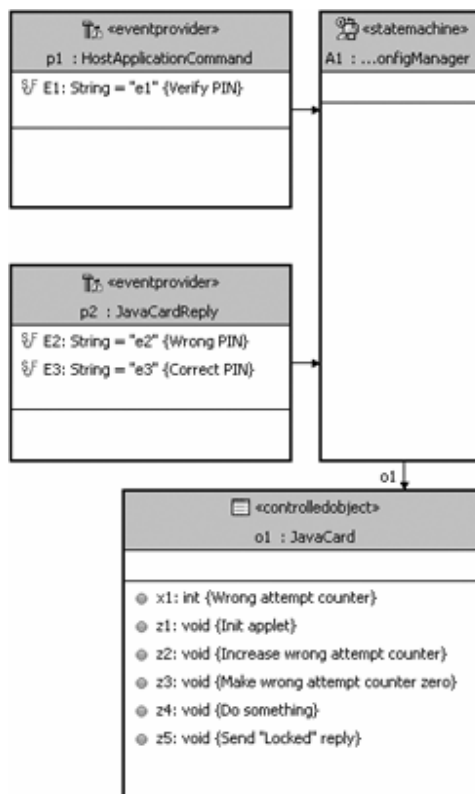 «eventprovider»
p1 : HostApplicationCommand
E1: String = "e1" {Verify PIN}
«statemachine»
A1 : ...onfigManager
«eventprovider»
p2 : JavaCardReply
E2: String = "e2" {Wrong PIN}
E3: String = "e3" {Correct PIN}
o1
«controlledobject»
o1 : JavaCard
x1: int {Wrong attempt counter}
z1: void {Init applet}
z2: void {Increase wrong attempt counter}
z3: void {Make wrong attempt counter zero}
z4: void {Do something}
z5: void {Send "Locked" reply}